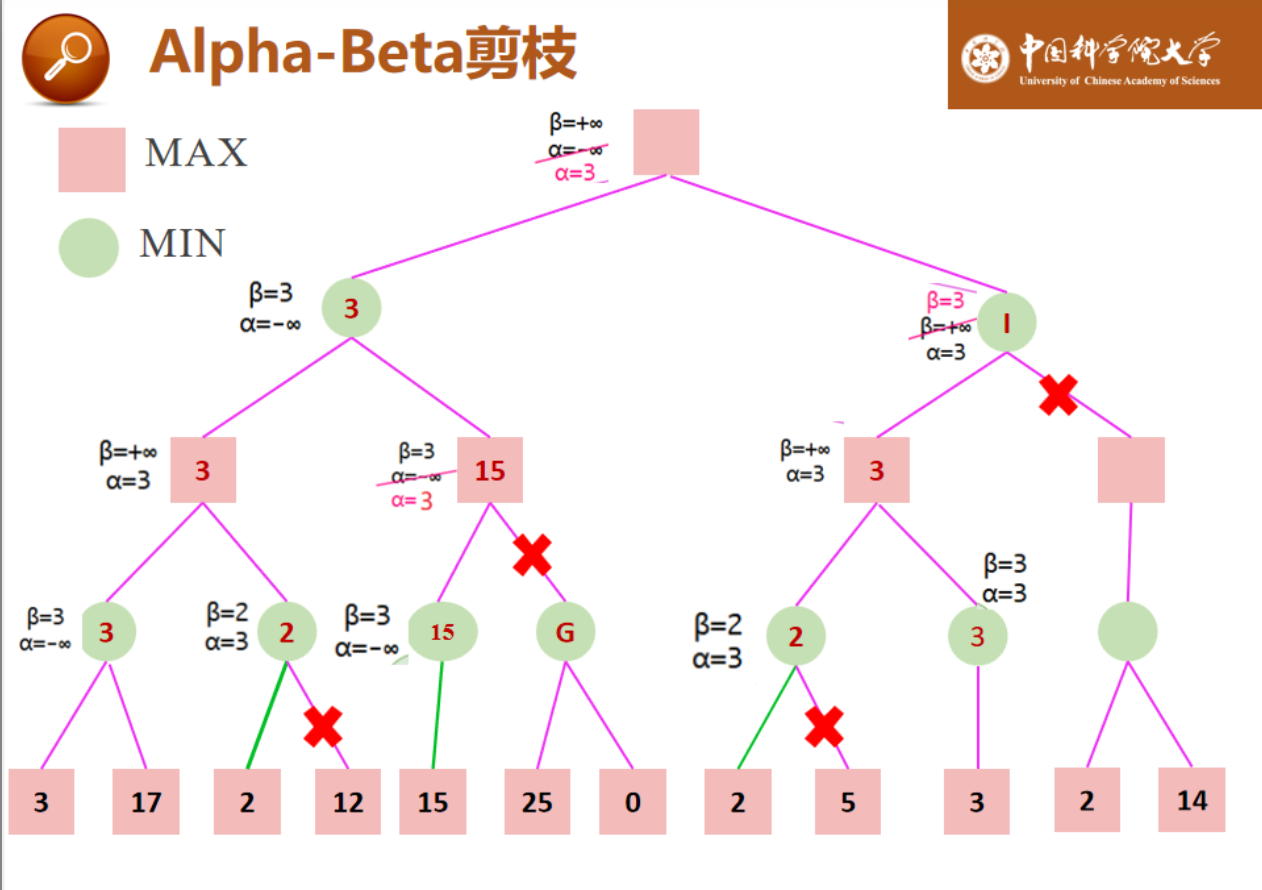 Alpha-Beta剪枝
中国科学院大学
University of Chinese Academy of Sciences
MAX
MIN
β=+∞
α=-∞
α=3
β=3
α=-∞
3
β=3
β=+∞
α=3
I
β=+∞
α=3
3
β=3
α=-∞
α=3
15
β=+∞
α=3
3
β=3
α=-∞
3
β=2
α=3
2
β=3
α=-∞
15
G
β=2
α=3
2
β=3
α=3
3
3
17
2
12
15
25
0
2
5
3
2
14